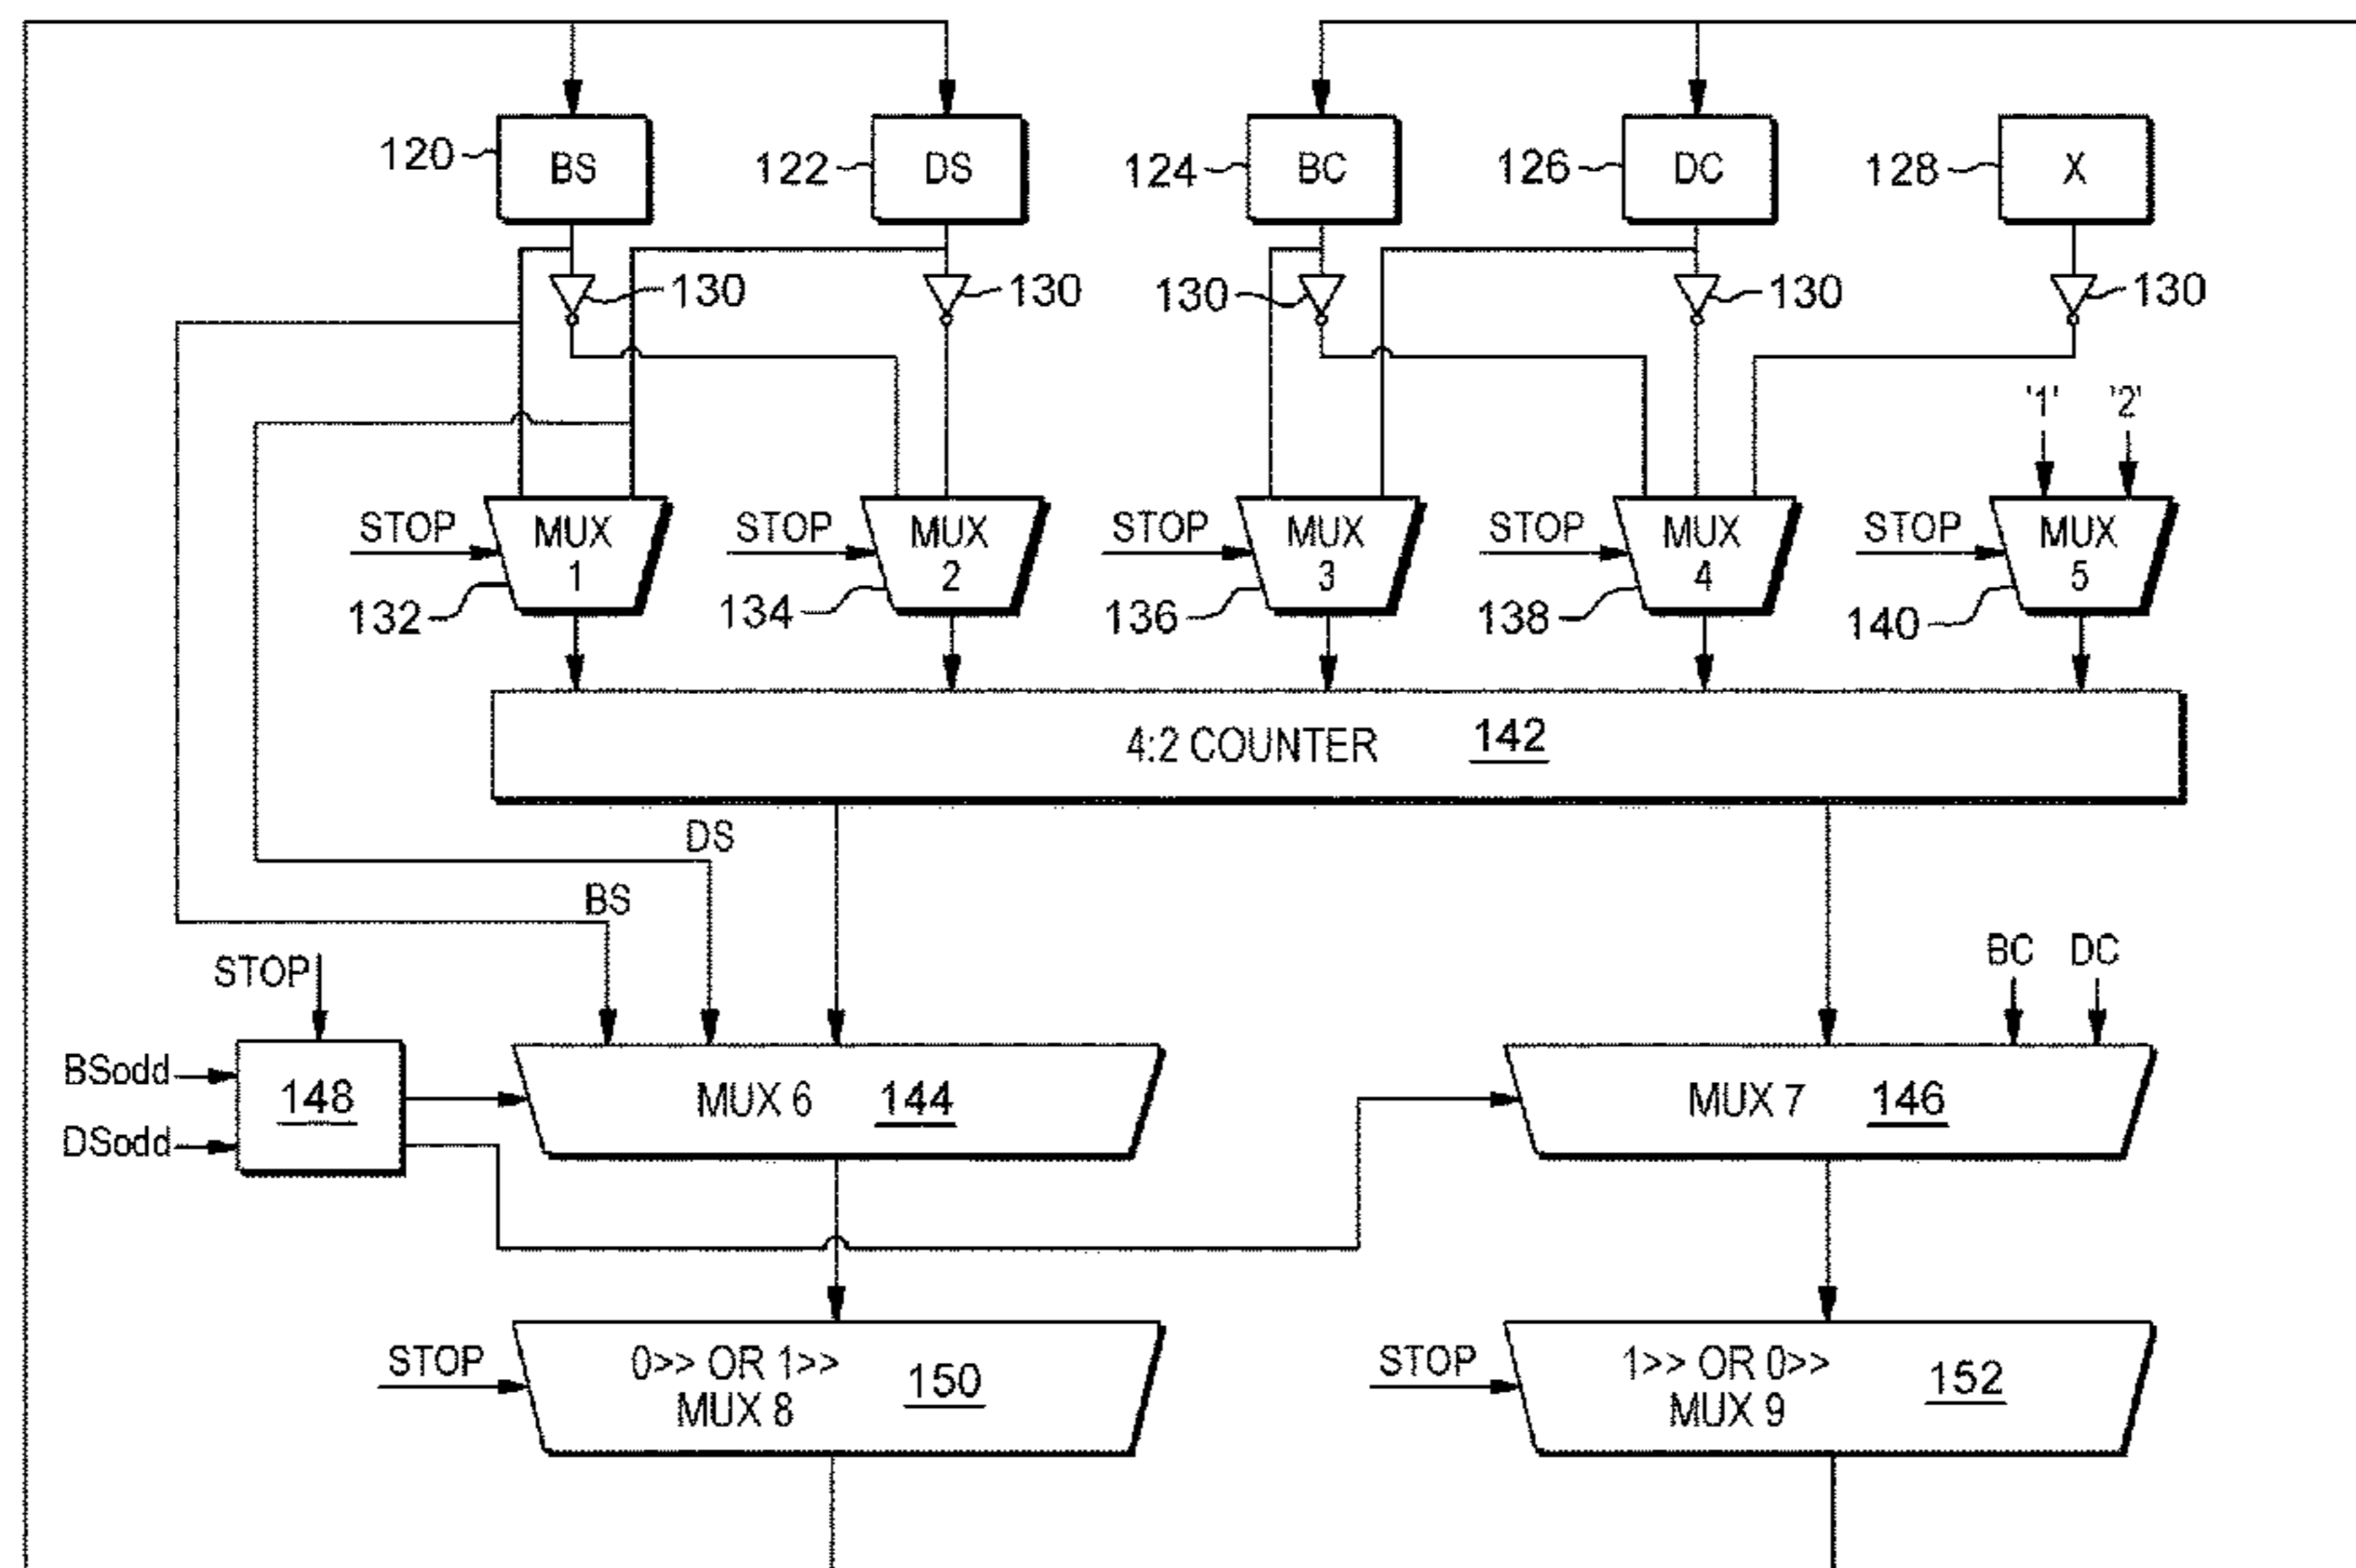 120
BS
122
DS
124
BC
126
DC
128
X
130
130
130
130
130
'1'
'2'
STOP
MUX
1
132
STOP
MUX
2
134
STOP
MUX
3
136
STOP
MUX
4
138
STOP
MUX
5
140
4:2 COUNTER 142
DS
BS
STOP
BSodd
DSodd
148
MUX 6 144
BC
DC
MUX 7 146
STOP
0>> OR 1>>
MUX 8
150
STOP
1>> OR 0>>
MUX 9
152